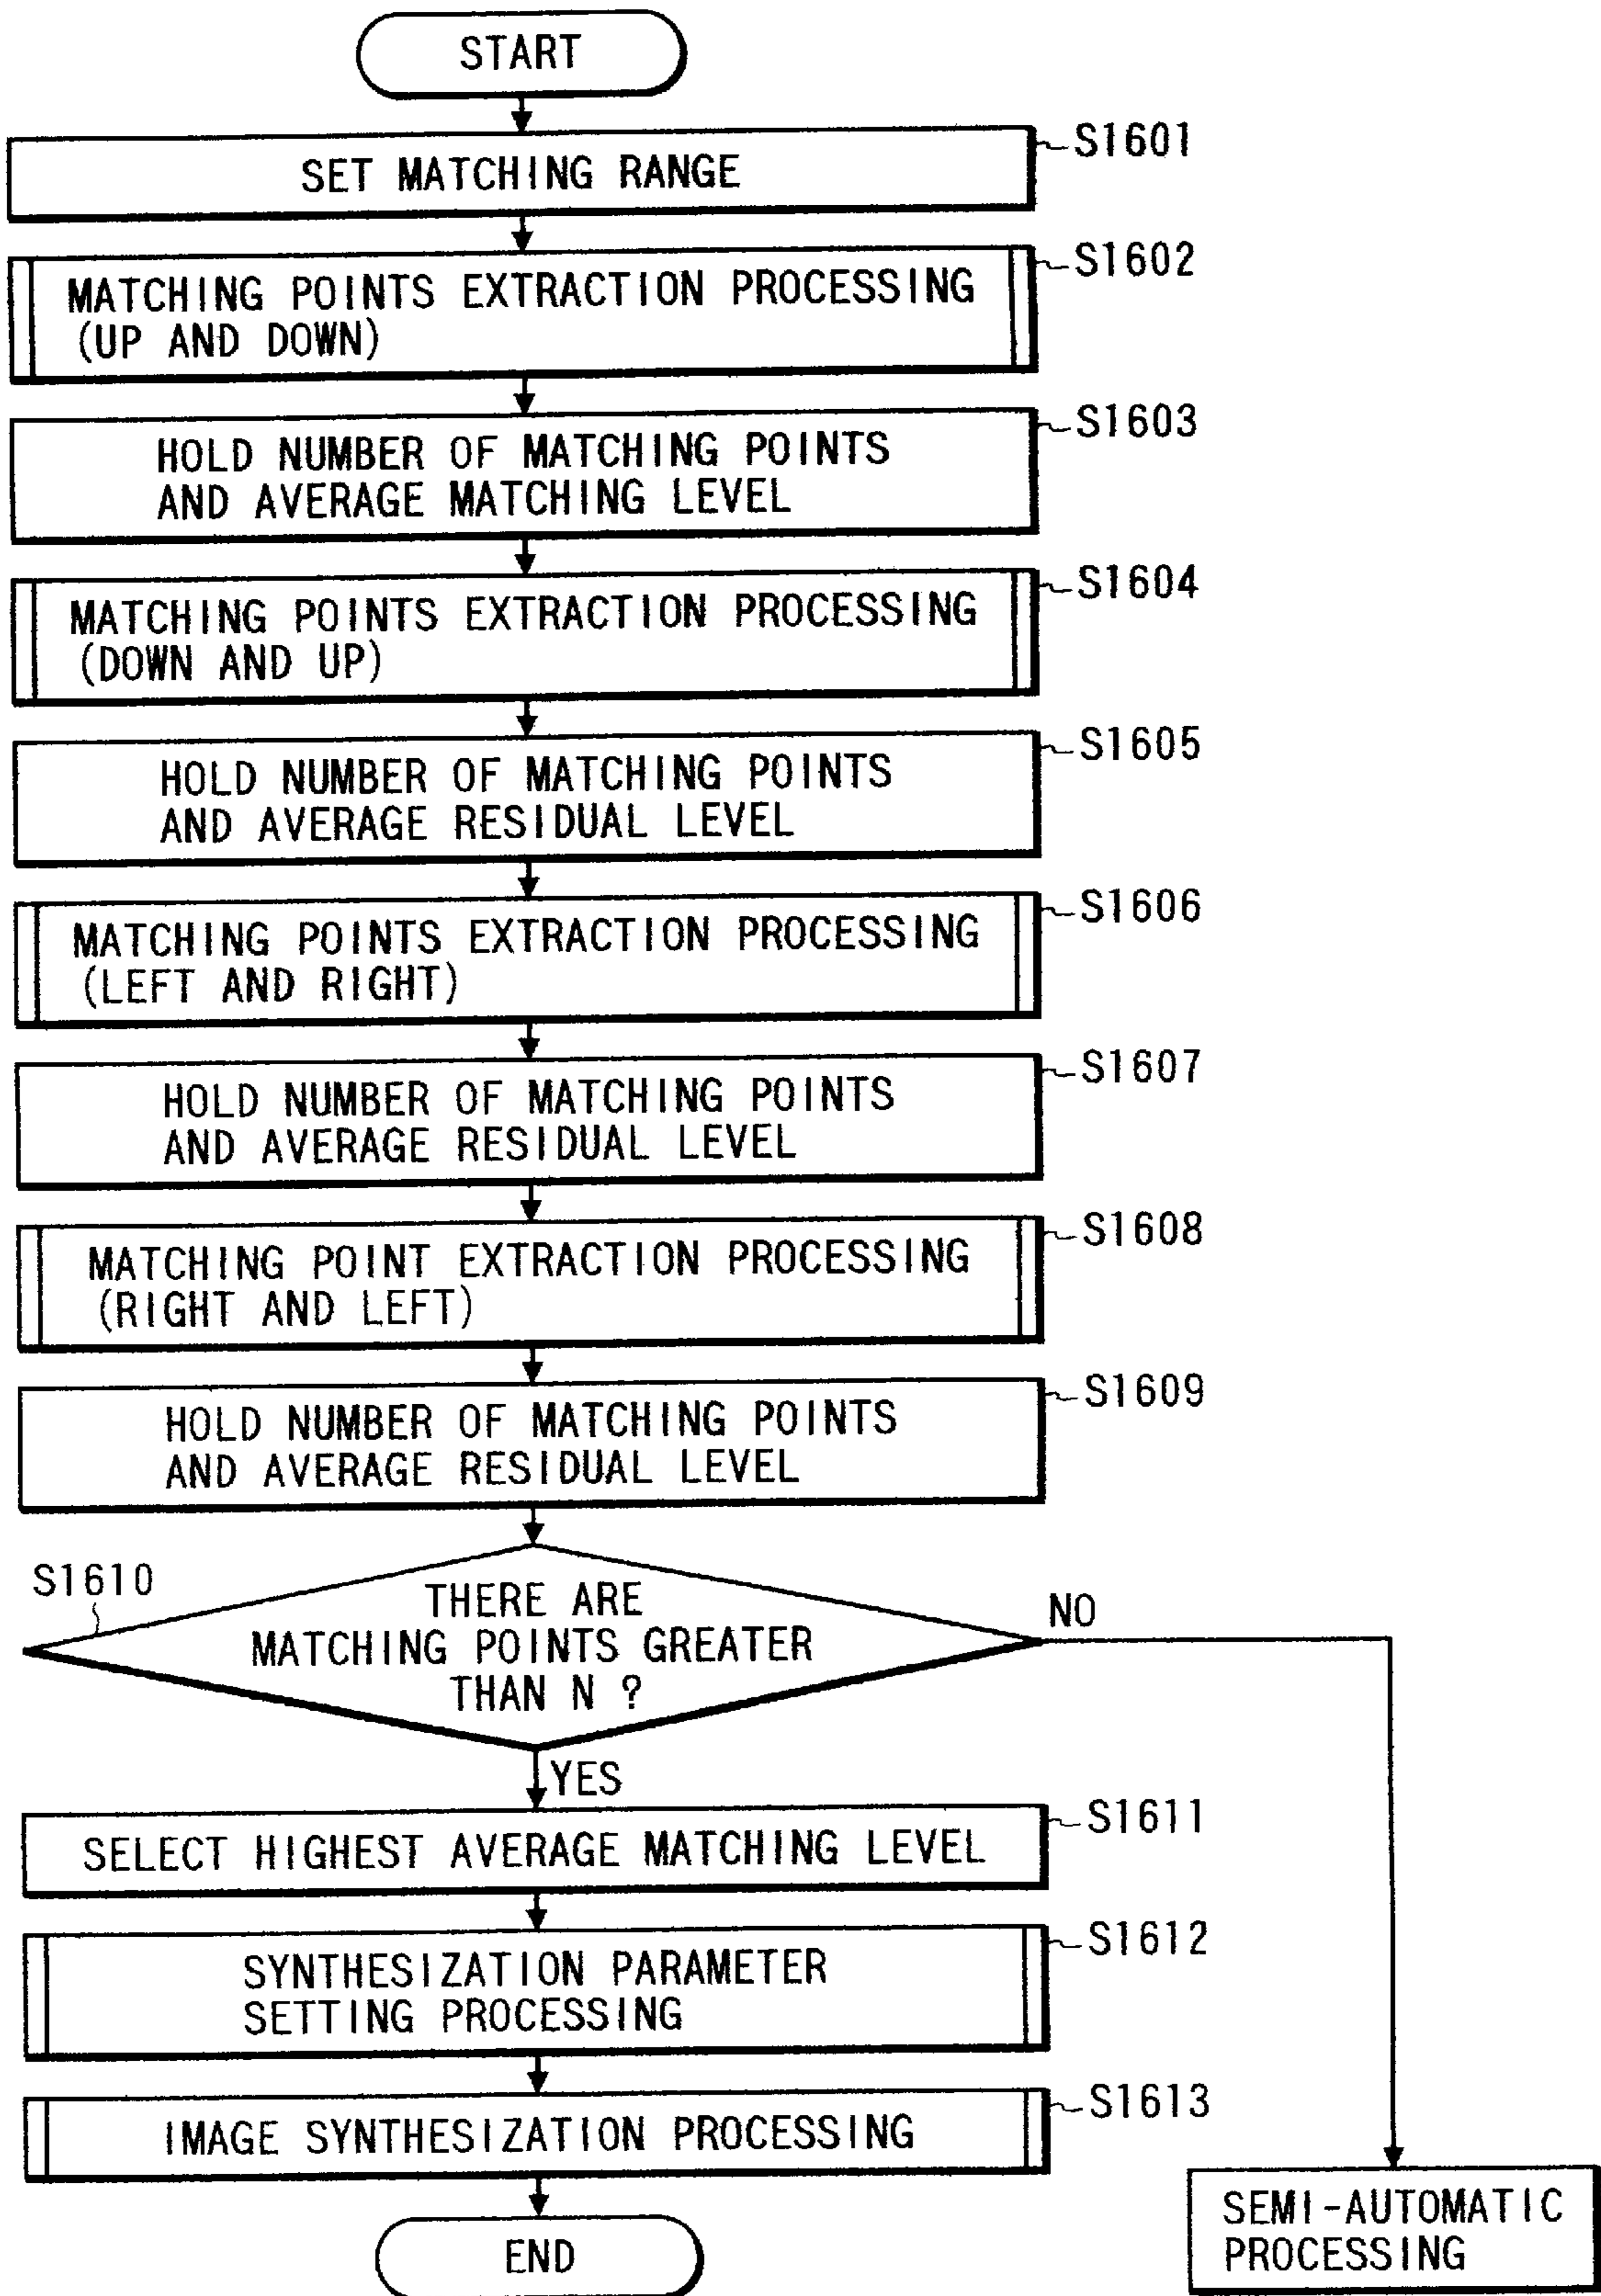 START
SET MATCHING RANGE
S1601
MATCHING POINTS EXTRACTION PROCESSING
(UP AND DOWN)
S1602
HOLD NUMBER OF MATCHING POINTS
AND AVERAGE MATCHING LEVEL
S1603
MATCHING POINTS EXTRACTION PROCESSING
(DOWN AND UP)
S1604
HOLD NUMBER OF MATCHING POINTS
AND AVERAGE RESIDUAL LEVEL
S1605
MATCHING POINTS EXTRACTION PROCESSING
(LEFT AND RIGHT)
S1606
HOLD NUMBER OF MATCHING POINTS
AND AVERAGE RESIDUAL LEVEL
S1607
MATCHING POINT EXTRACTION PROCESSING
(RIGHT AND LEFT)
S1608
HOLD NUMBER OF MATCHING POINTS
AND AVERAGE RESIDUAL LEVEL
S1609
S1610
THERE ARE
MATCHING POINTS GREATER
THAN N ?
NO
YES
SELECT HIGHEST AVERAGE MATCHING LEVEL
S1611
SYNTHESIZATION PARAMETER
SETTING PROCESSING
S1612
IMAGE SYNTHESIZATION PROCESSING
S1613
END
SEMI-AUTOMATIC
PROCESSING